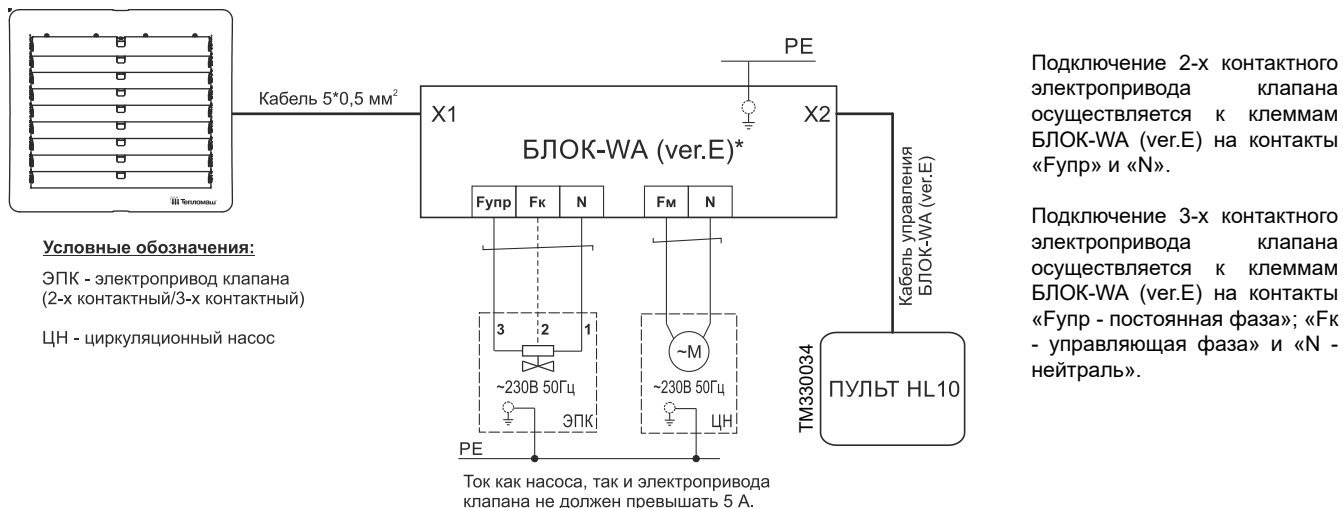 PE
Кабель 5*0,5 мм²
X1
X2
БЛОК-WA (ver.E)*
Fупр
Fк
N
Fм
N
Тепломаш
Условные обозначения:
ЭПК - электропривод клапана
(2-х контактный/3-х контактный)
ЦН - циркуляционный насос
3
2
1
~230В 50Гц
ЭПК
~М
~230В 50Гц
ЦН
PE
Ток как насоса, так и электропривода
клапана не должен превышать 5 А.
Кабель управления
БЛОК-WA (ver.E)
TM330034
ПУЛЬТ HL10
Подключение 2-х контактного
электропривода клапана
осуществляется к клеммам
БЛОК-WA (ver.E) на контакты
«Fупр» и «N».
Подключение 3-х контактного
электропривода клапана
осуществляется к клеммам
БЛОК-WA (ver.E) на контакты
«Fупр - постоянная фаза»; «Fк
- управляющая фаза» и «N -
нейтраль».